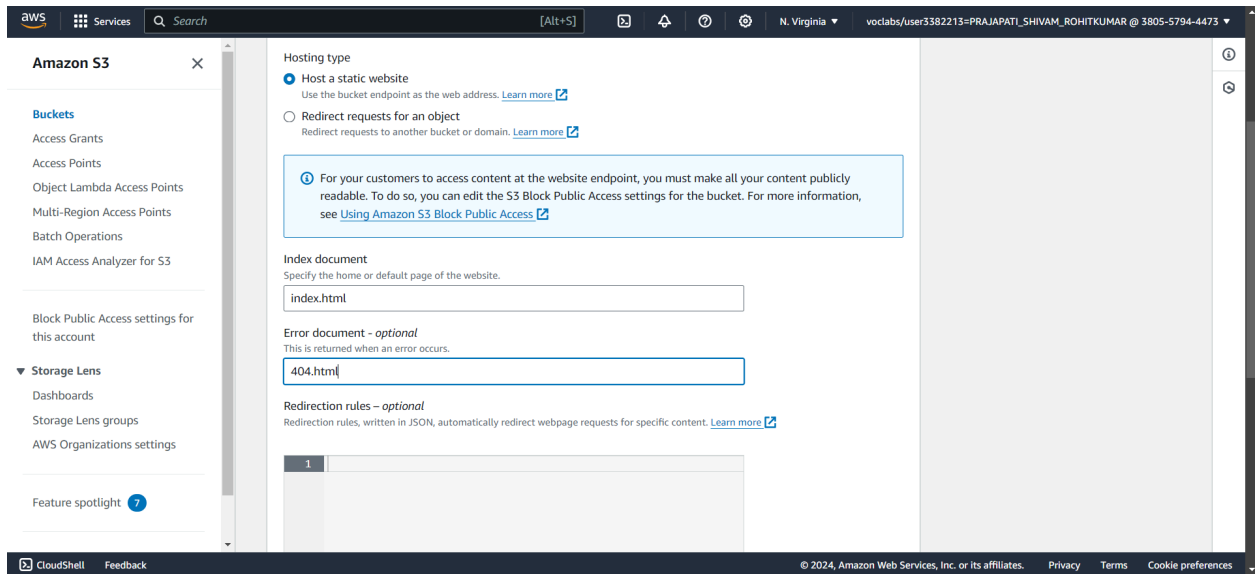 aws
Services
Search
[Alt+S]
N. Virginia ▼
voclabs/user3382213=PRAJAPATI_SHIVAM_ROHITKUMAR @ 3805-5794-4473 ▼
Amazon S3
Buckets
Access Grants
Access Points
Object Lambda Access Points
Multi-Region Access Points
Batch Operations
IAM Access Analyzer for S3
Block Public Access settings for
this account
▼ Storage Lens
Dashboards
Storage Lens groups
AWS Organizations settings
Feature spotlight 7
Hosting type
Host a static website
Use the bucket endpoint as the web address. Learn more
Redirect requests for an object
Redirect requests to another bucket or domain. Learn more
For your customers to access content at the website endpoint, you must make all your content publicly
readable. To do so, you can edit the S3 Block Public Access settings for the bucket. For more information,
see Using Amazon S3 Block Public Access
Index document
Specify the home or default page of the website.
index.html
Error document - optional
This is returned when an error occurs.
404.html
Redirection rules – optional
Redirection rules, written in JSON, automatically redirect webpage requests for specific content. Learn more
1
CloudShell
Feedback
© 2024, Amazon Web Services, Inc. or its affiliates.
Privacy
Terms
Cookie preferences